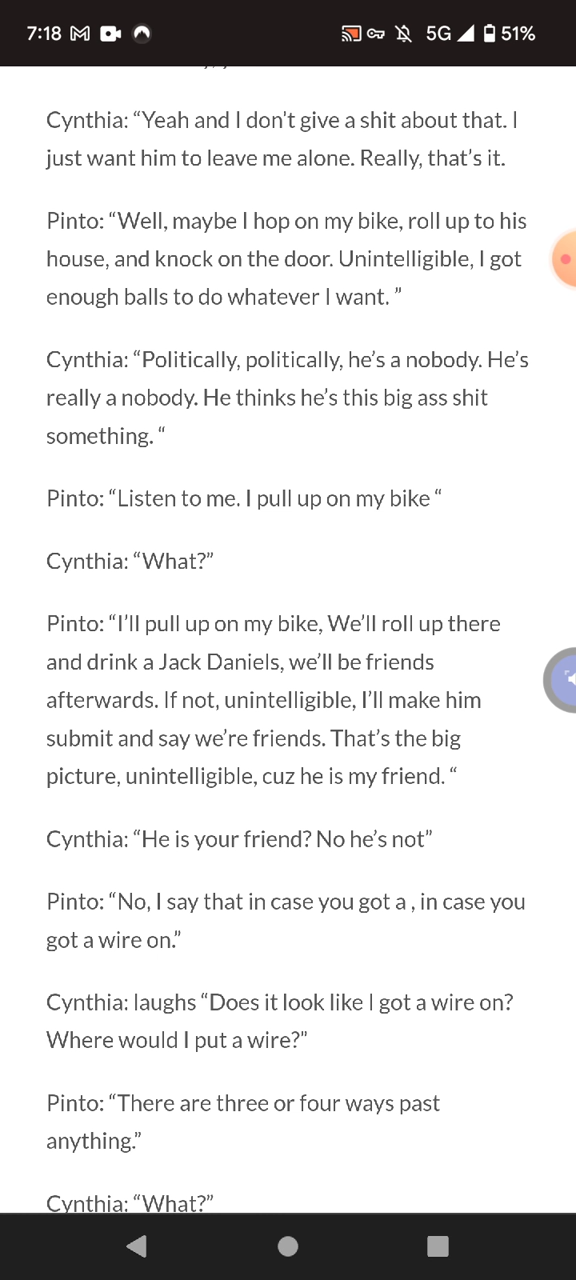 7:18
5G
51%
Cynthia: “Yeah and I don't give a shit about that. I
just want him to leave me alone. Really, that’s it.
Pinto: “Well, maybe I hop on my bike, roll up to his
house, and knock on the door. Unintelligible, I got
enough balls to do whatever I want. ”
Cynthia: “Politically, politically, he’s a nobody. He’s
really a nobody. He thinks he’s this big ass shit
something. “
Pinto: “Listen to me. I pull up on my bike “
Cynthia: “What?”
Pinto: “I’ll pull up on my bike, We’ll roll up there
and drink a Jack Daniels, we’ll be friends
afterwards. If not, unintelligible, I’ll make him
submit and say we’re friends. That’s the big
picture, unintelligible, cuz he is my friend. “
Cynthia: “He is your friend? No he’s not”
Pinto: “No, I say that in case you got a , in case you
got a wire on.”
Cynthia: laughs “Does it look like I got a wire on?
Where would I put a wire?"
Pinto: “There are three or four ways past
anything.”
Cynthia: “What?”